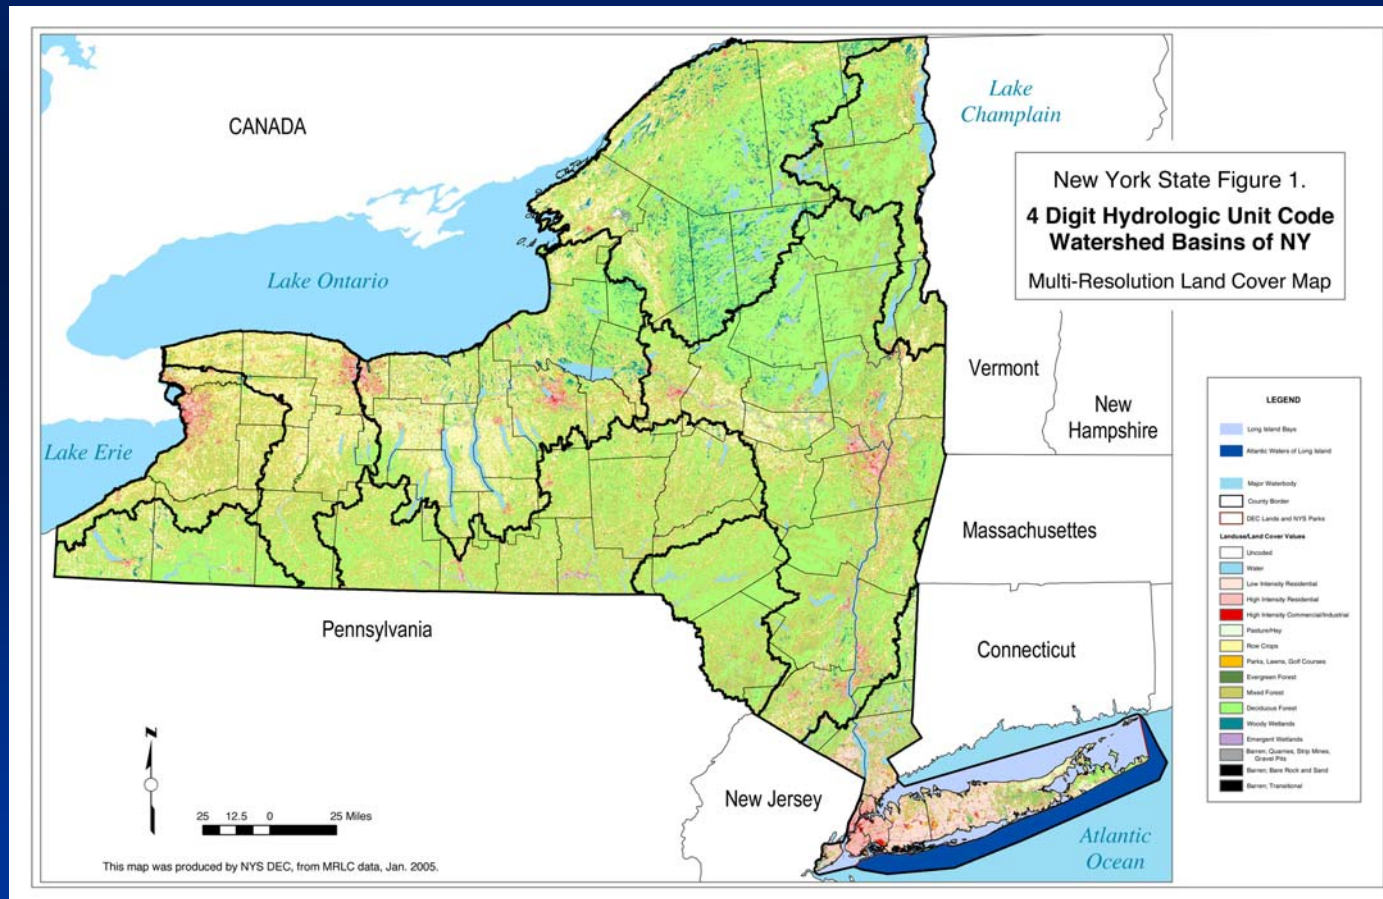 CANADA
Lake
Champlain
New York State Figure 1.
4 Digit Hydrologic Unit Code
Watershed Basins of NY
Multi-Resolution Land Cover Map
Lake Ontario
Vermont
New
Hampshire
Lake Erie
Massachusettes
Pennsylvania
Connecticut
New Jersey
Atlantic
Ocean
N
25 12.5 0 25 Miles
This map was produced by NYS DEC, from MRLC data, Jan. 2005.
LEGEND
Long Island Bays
Atlantic Waters of Long Island
Major Waterbody
County Border
DEC Lands and NYS Parks
Landuse/Land Cover Values
Uncoded
Water
Low Intensity Residential
High Intensity Residential
High Intensity Commercial/Industrial
Pasture/Hay
Row Crops
Parks, Lawns, Golf Courses
Evergreen Forest
Mixed Forest
Deciduous Forest
Woody Wetlands
Emergent Wetlands
Barren; Quarries, Strip Mines,
Gravel Pits
Barren; Bare Rock and Sand
Barren; Transitional